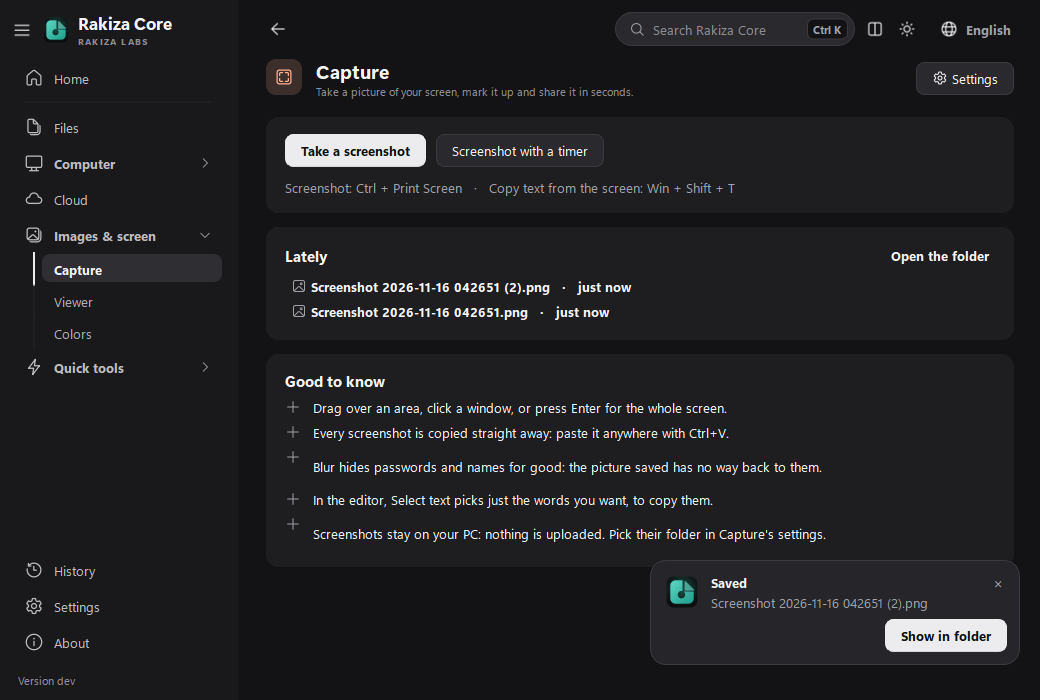 Rakiza Core
RAKIZA LABS
Home
Files
Computer
Cloud
Images & screen
Capture
Viewer
Colors
Quick tools
History
Settings
About
Version dev
Search Rakiza Core
Ctrl K
English
Capture
Take a picture of your screen, mark it up and share it in seconds.
Settings
Take a screenshot
Screenshot with a timer
Screenshot: Ctrl + Print Screen · Copy text from the screen: Win + Shift + T
Lately
Open the folder
Screenshot 2026-11-16 042651 (2).png · just now
Screenshot 2026-11-16 042651.png · just now
Good to know
Drag over an area, click a window, or press Enter for the whole screen.
Every screenshot is copied straight away: paste it anywhere with Ctrl+V.
Blur hides passwords and names for good: the picture saved has no way back to them.
In the editor, Select text picks just the words you want, to copy them.
Screenshots stay on your PC: nothing is uploaded. Pick their folder in Capture's settings.
Saved
Screenshot 2026-11-16 042651 (2).png
Show in folder